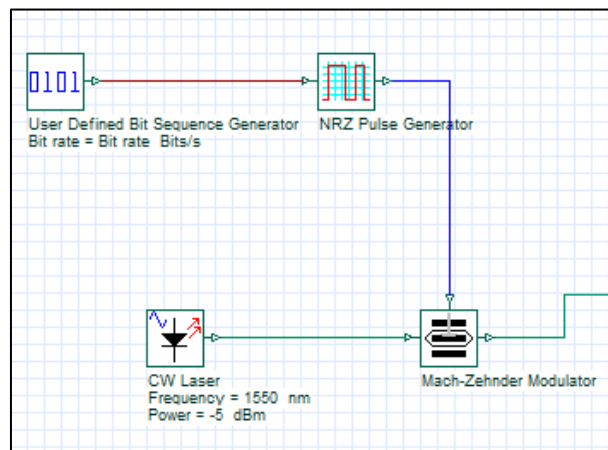 0101
User Defined Bit Sequence Generator
Bit rate = Bit rate  Bits/s
NRZ Pulse Generator
CW Laser
Frequency = 1550  nm
Power = -5  dBm
Mach-Zehnder Modulator